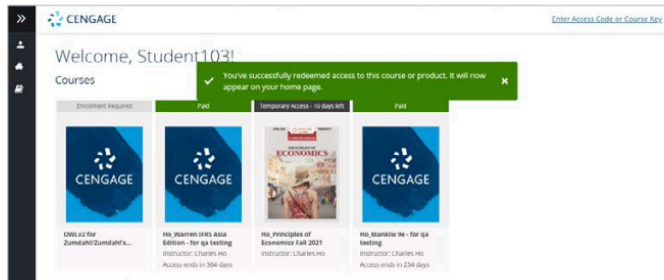 CENGAGE
Enter Access Code or Course Key
Welcome, Student103!
Courses
You've successfully redeemed access to this course or product. It will now
appear on your home page.
Enrollment Required
Paid
Temporary Access - 10 days left
Paid
CENGAGE
CENGAGE
PRINCIPLES OF
ECONOMICS
CENGAGE
OWLv2 for
Zumdahl/Zumdahl's...
Ho_Warren IFRS Asia
Edition - for qa testing
Instructor: Charles Ho
Access ends in 364 days
Ho_Principles of
Economics Fall 2021
Instructor: Charles Ho
Ho_Mankiw 9e - for qa
testing
Instructor: Charles Ho
Access ends in 234 days